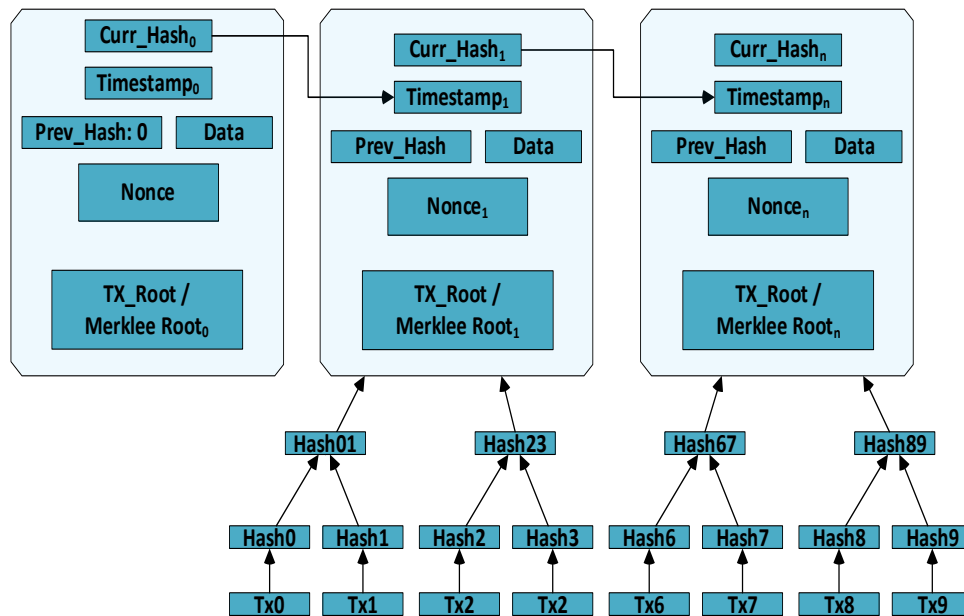 Curr_Hash₀
Timestamp₀
Prev_Hash: 0
Data
Nonce
TX_Root /
Merklee Root₀
Curr_Hash₁
Timestamp₁
Prev_Hash
Data
Nonce₁
TX_Root /
Merklee Root₁
Curr_Hashₙ
Timestampₙ
Prev_Hash
Data
Nonceₙ
TX_Root /
Merklee Rootₙ
Hash01
Hash23
Hash67
Hash89
Hash0
Hash1
Hash2
Hash3
Hash6
Hash7
Hash8
Hash9
Tx0
Tx1
Tx2
Tx2
Tx6
Tx7
Tx8
Tx9